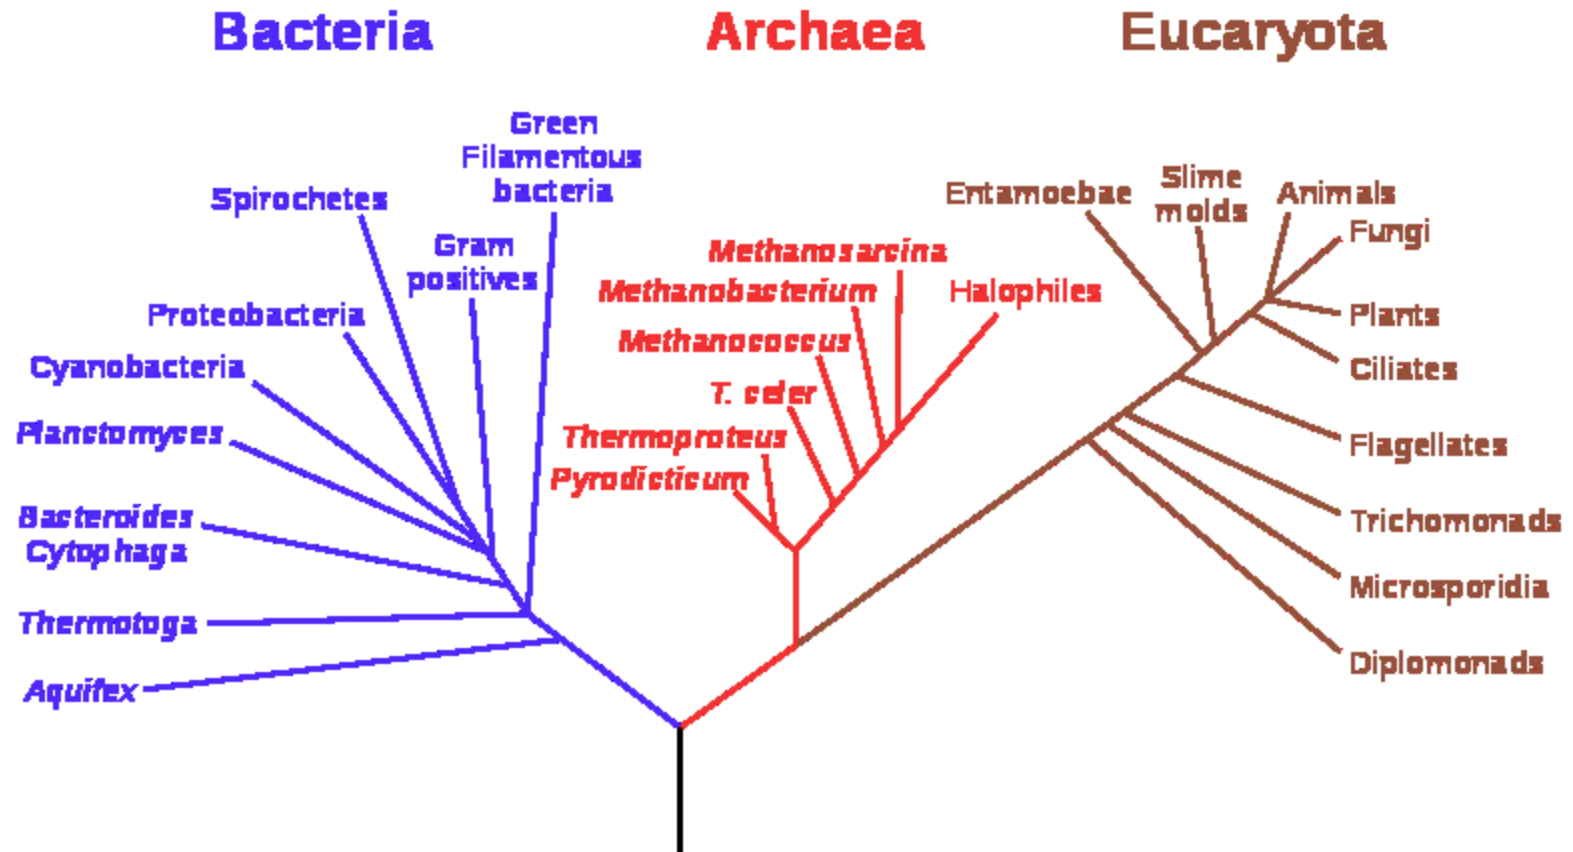 Bacteria
Archaea
Eucaryota
Green
Filamentous
bacteria
Spirochetes
Gram
positives
Proteobacteria
Cyanobacteria
Planctomyces
Bacteroides
Cytophaga
Thermotoga
Aquifex
Methanosarcina
Methanobacterium
Halophiles
Methanococcus
T. celer
Thermoproteus
Pyrodicticum
Entamoebae
Slime
molds
Animals
Fungi
Plants
Ciliates
Flagellates
Trichomonads
Microsporidia
Diplomonads